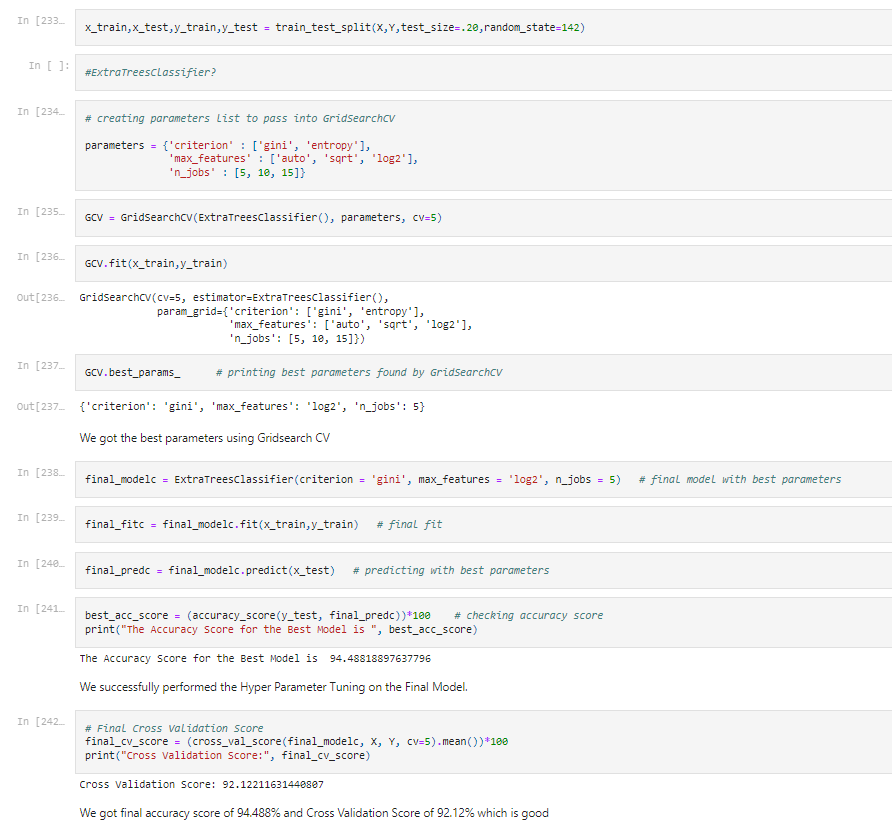 In [233…
x_train,x_test,y_train,y_test = train_test_split(X,Y,test_size=.20,random_state=142)
In [ ]:
#ExtraTreesClassifier?
In [234…
# creating parameters list to pass into GridSearchCV
parameters = {'criterion' : ['gini', 'entropy'],
'max_features' : ['auto', 'sqrt', 'log2'],
'n_jobs' : [5, 10, 15]}
In [235…
GCV = GridSearchCV(ExtraTreesClassifier(), parameters, cv=5)
In [236…
GCV.fit(x_train,y_train)
Out[236…
GridSearchCV(cv=5, estimator=ExtraTreesClassifier(),
param_grid={'criterion': ['gini', 'entropy'],
'max_features': ['auto', 'sqrt', 'log2'],
'n_jobs': [5, 10, 15]})
In [237…
GCV.best_params_ # printing best parameters found by GridSearchCV
Out[237…
{'criterion': 'gini', 'max_features': 'log2', 'n_jobs': 5}
We got the best parameters using Gridsearch CV
In [238…
final_modelc = ExtraTreesClassifier(criterion = 'gini', max_features = 'log2', n_jobs = 5) # final model with best parameters
In [239…
final_fitc = final_modelc.fit(x_train,y_train) # final fit
In [240…
final_predc = final_modelc.predict(x_test) # predicting with best parameters
In [241…
best_acc_score = (accuracy_score(y_test, final_predc))*100 # checking accuracy score
print("The Accuracy Score for the Best Model is ", best_acc_score)
The Accuracy Score for the Best Model is  94.48818897637796
We successfully performed the Hyper Parameter Tuning on the Final Model.
In [242…
# Final Cross Validation Score
final_cv_score = (cross_val_score(final_modelc, X, Y, cv=5).mean())*100
print("Cross Validation Score:", final_cv_score)
Cross Validation Score: 92.12211631440807
We got final accuracy score of 94.488% and Cross Validation Score of 92.12% which is good